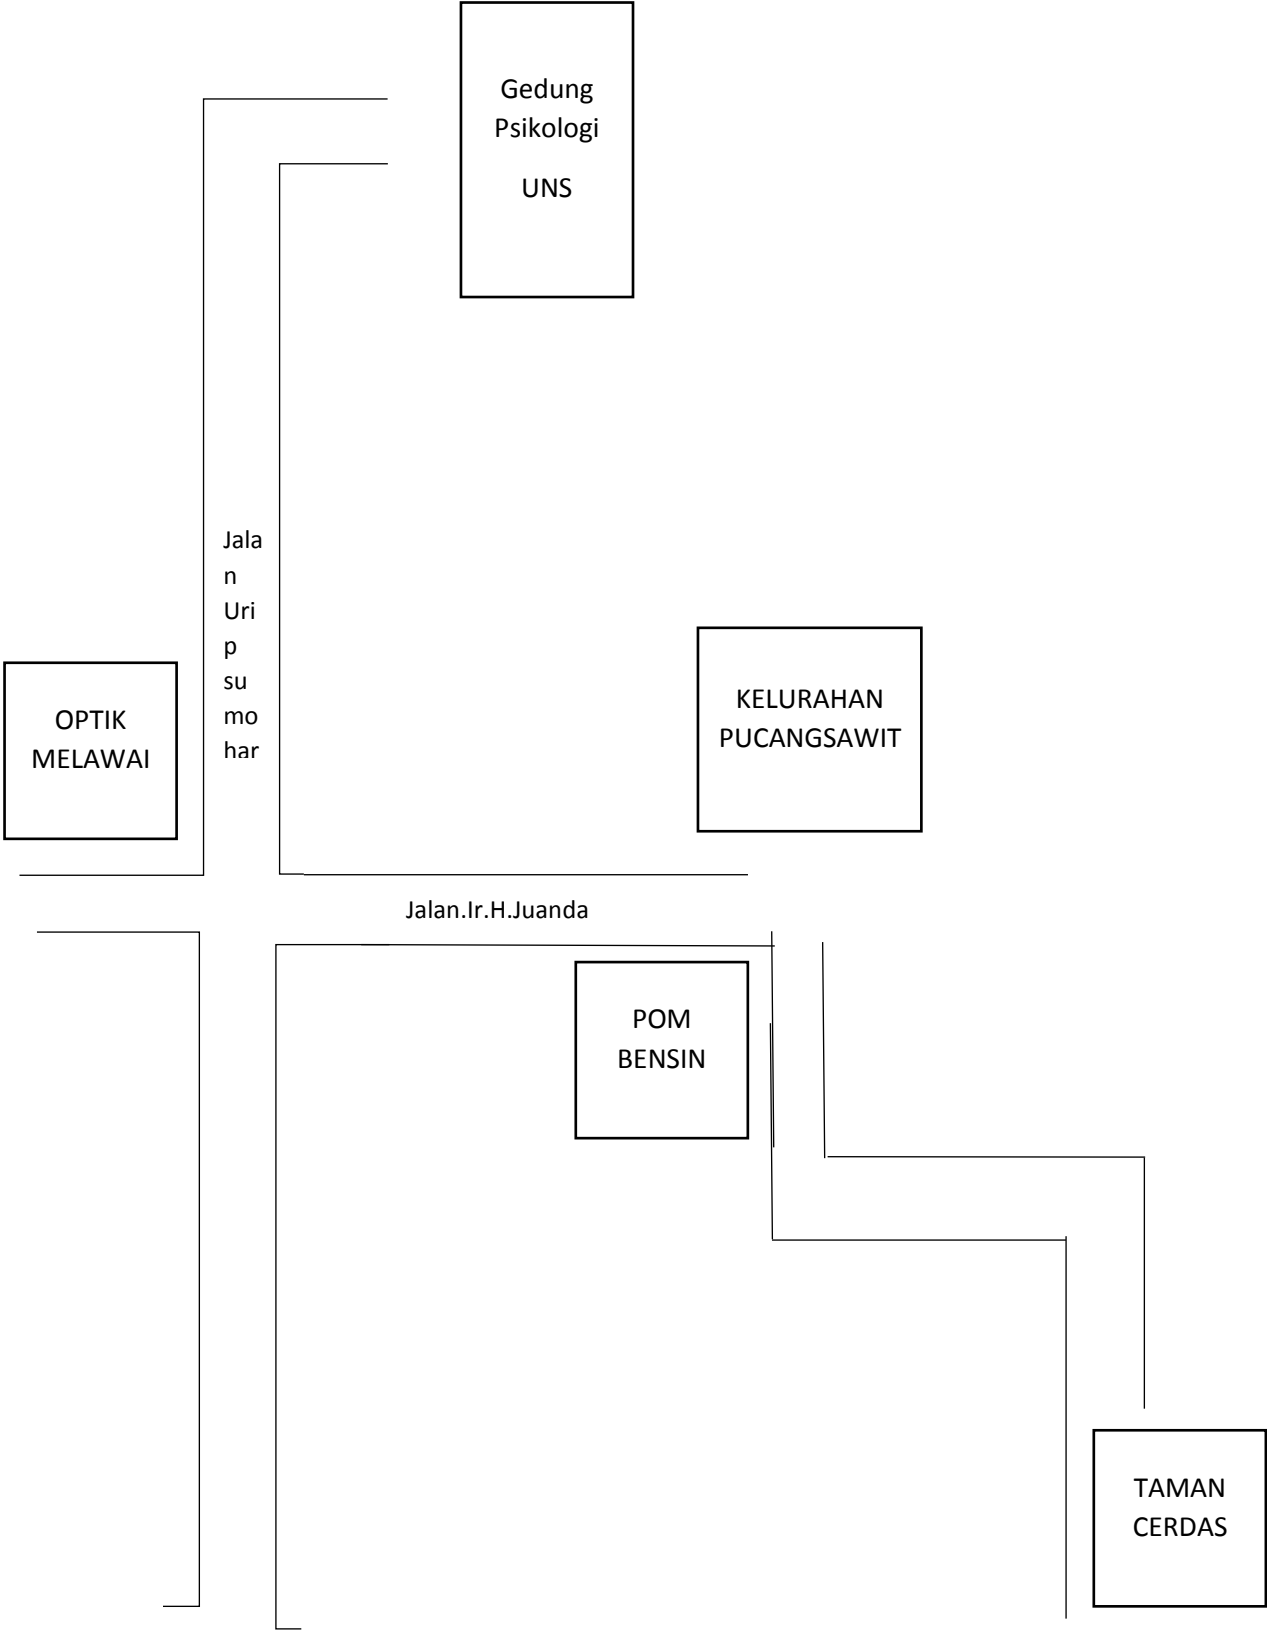 Gedung
Psikologi
UNS
Jala
n
Uri
p
su
mo
har
OPTIK
MELAWAI
KELURAHAN
PUCANGSAWIT
Jalan.Ir.H.Juanda
POM
BENSIN
TAMAN
CERDAS